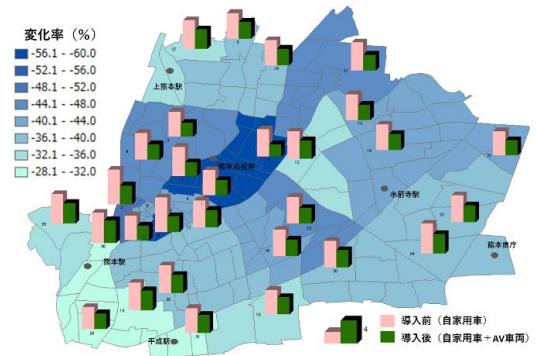 変化率（%）
-56.1 - -60.0
-52.1 - -56.0
-48.1 - -52.0
-44.1 - -48.0
-40.1 - -44.0
-36.1 - -40.0
-32.1 - -36.0
-28.1 - -32.0
上熊本駅
熊本市役所
水前寺駅
熊本県庁
熊本駅
平成駅
4
導入前（自家用車）
導入後（自家用車＋AV車両）